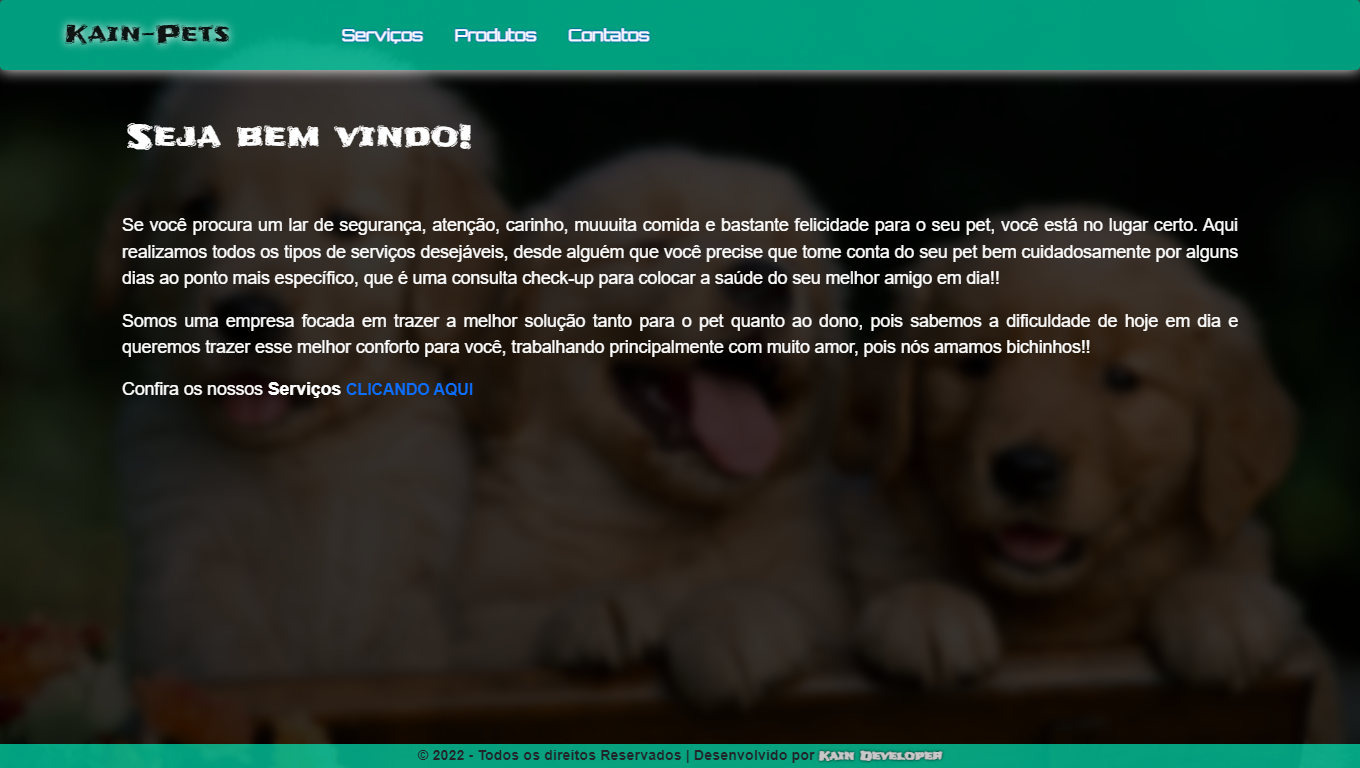 Kain-Pets
Serviços Produtos Contatos
Seja bem vindo!
Se você procura um lar de segurança, atenção, carinho, muuuita comida e bastante felicidade para o seu pet, você está no lugar certo. Aqui
realizamos todos os tipos de serviços desejáveis, desde alguém que você precise que tome conta do seu pet bem cuidadosamente por alguns
dias ao ponto mais específico, que é uma consulta check-up para colocar a saúde do seu melhor amigo em dia!!
Somos uma empresa focada em trazer a melhor solução tanto para o pet quanto ao dono, pois sabemos a dificuldade de hoje em dia e
queremos trazer esse melhor conforto para você, trabalhando principalmente com muito amor, pois nós amamos bichinhos!!
Confira os nossos Serviços CLICANDO AQUI
© 2022 - Todos os direitos Reservados | Desenvolvido por Kain Developer